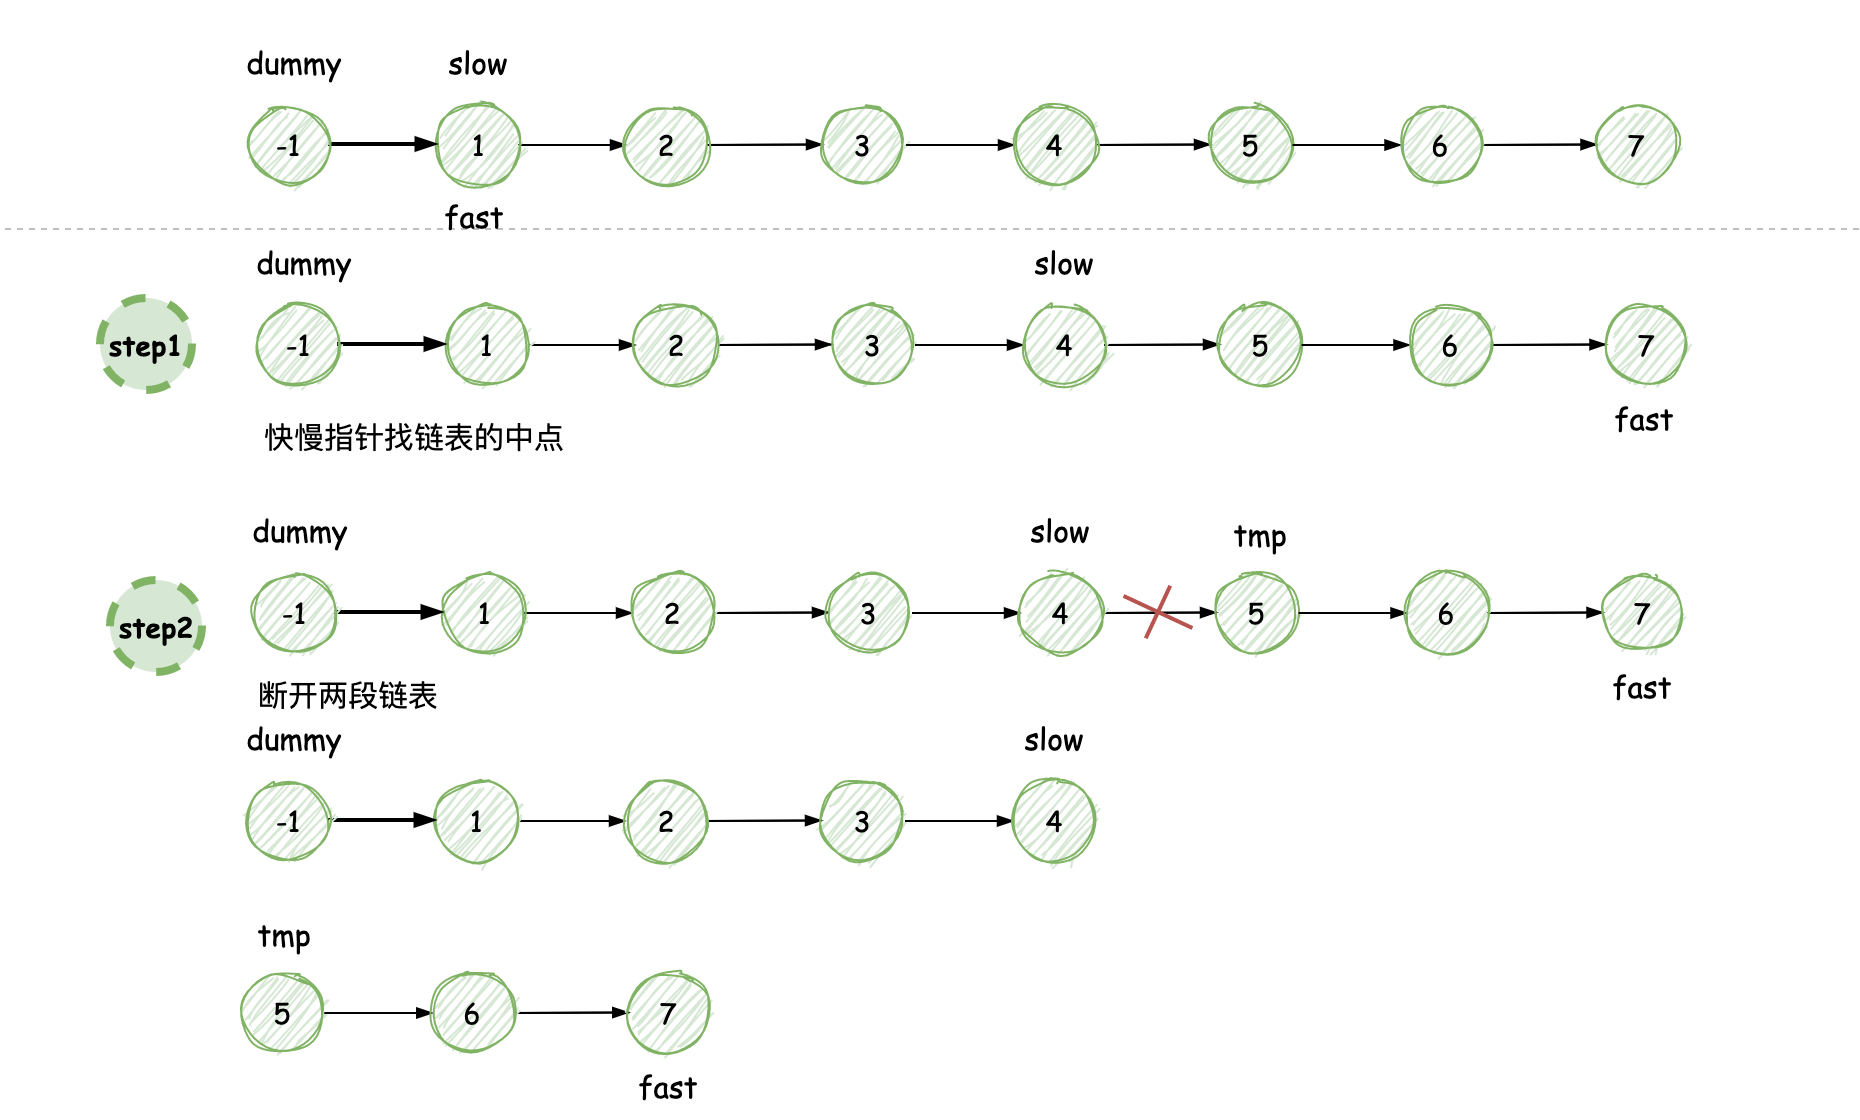 dummy slow
-1 1 2 3 4 5 6 7
fast
dummy slow
step1 -1 1 2 3 4 5 6 7
fast
快慢指针找链表的中点
dummy slow tmp
step2 -1 1 2 3 4 5 6 7
fast
断开两段链表
dummy slow
-1 1 2 3 4
tmp
5 6 7
fast